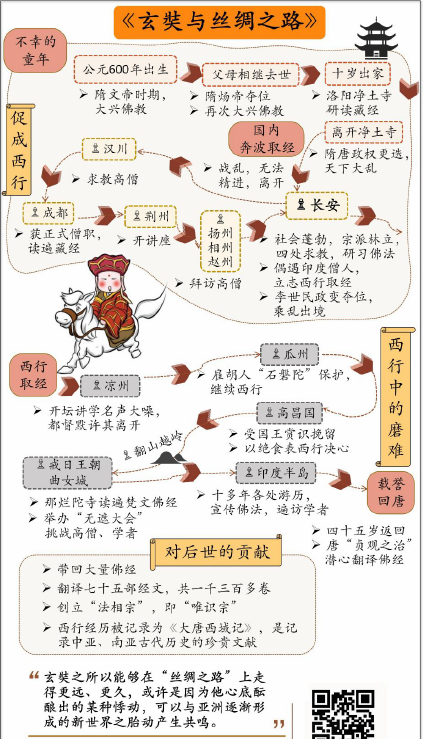 《玄奘与丝绸之路》
不幸的
童年
公元600年出生
父母相继去世
十岁出家
➢ 隋文帝时期，
大兴佛教
➢ 隋炀帝夺位
➢ 再次大兴佛教
➢ 洛阳净土寺
研读藏经
促成西行
国内
奔波取经
离开净土寺
➢ 隋唐政权更迭，
天下大乱
汉川
➢ 战乱，无法
精进，离开
➢ 求教高僧
成都
荆州
扬州
相州
赵州
长安
➢ 获正式僧职，
读遍藏经
➢ 开讲座
➢ 拜访高僧
➢ 社会蓬勃，宗派林立，
四处求教，研习佛法
➢ 偶遇印度僧人，
立志西行取经
➢ 李世民政变夺位，
乘乱出境
西行
取经
凉州
瓜州
西行中的磨难
➢ 雇胡人“石磐陀”保护，
继续西行
➢ 开坛讲学名声大噪，
都督默许其离开
高昌国
➢ 受国王赏识挽留
➢ 以绝食表西行决心
翻山越岭
戒日王朝
曲女城
印度半岛
载誉
回唐
➢ 那烂陀寺读遍梵文佛经
➢ 举办“无遮大会”
挑战高僧、学者
➢ 十多年各处游历，
宣传佛法，遍访学者
➢ 四十五岁返回
➢ 唐“贞观之治”
潜心翻译佛经
对后世的贡献
➢ 带回大量佛经
➢ 翻译七十五部经文，共一千三百多卷
➢ 创立“法相宗”，即“唯识宗”
➢ 西行经历被记录为《大唐西域记》，是记
录中亚、南亚古代历史的珍贵文献
“ 玄奘之所以能够在“丝绸之路”上走
得更远、更久，或许是因为他心底酝
酿出的某种悸动，可以与亚洲逐渐形
成的新世界之胎动产生共鸣。 ”